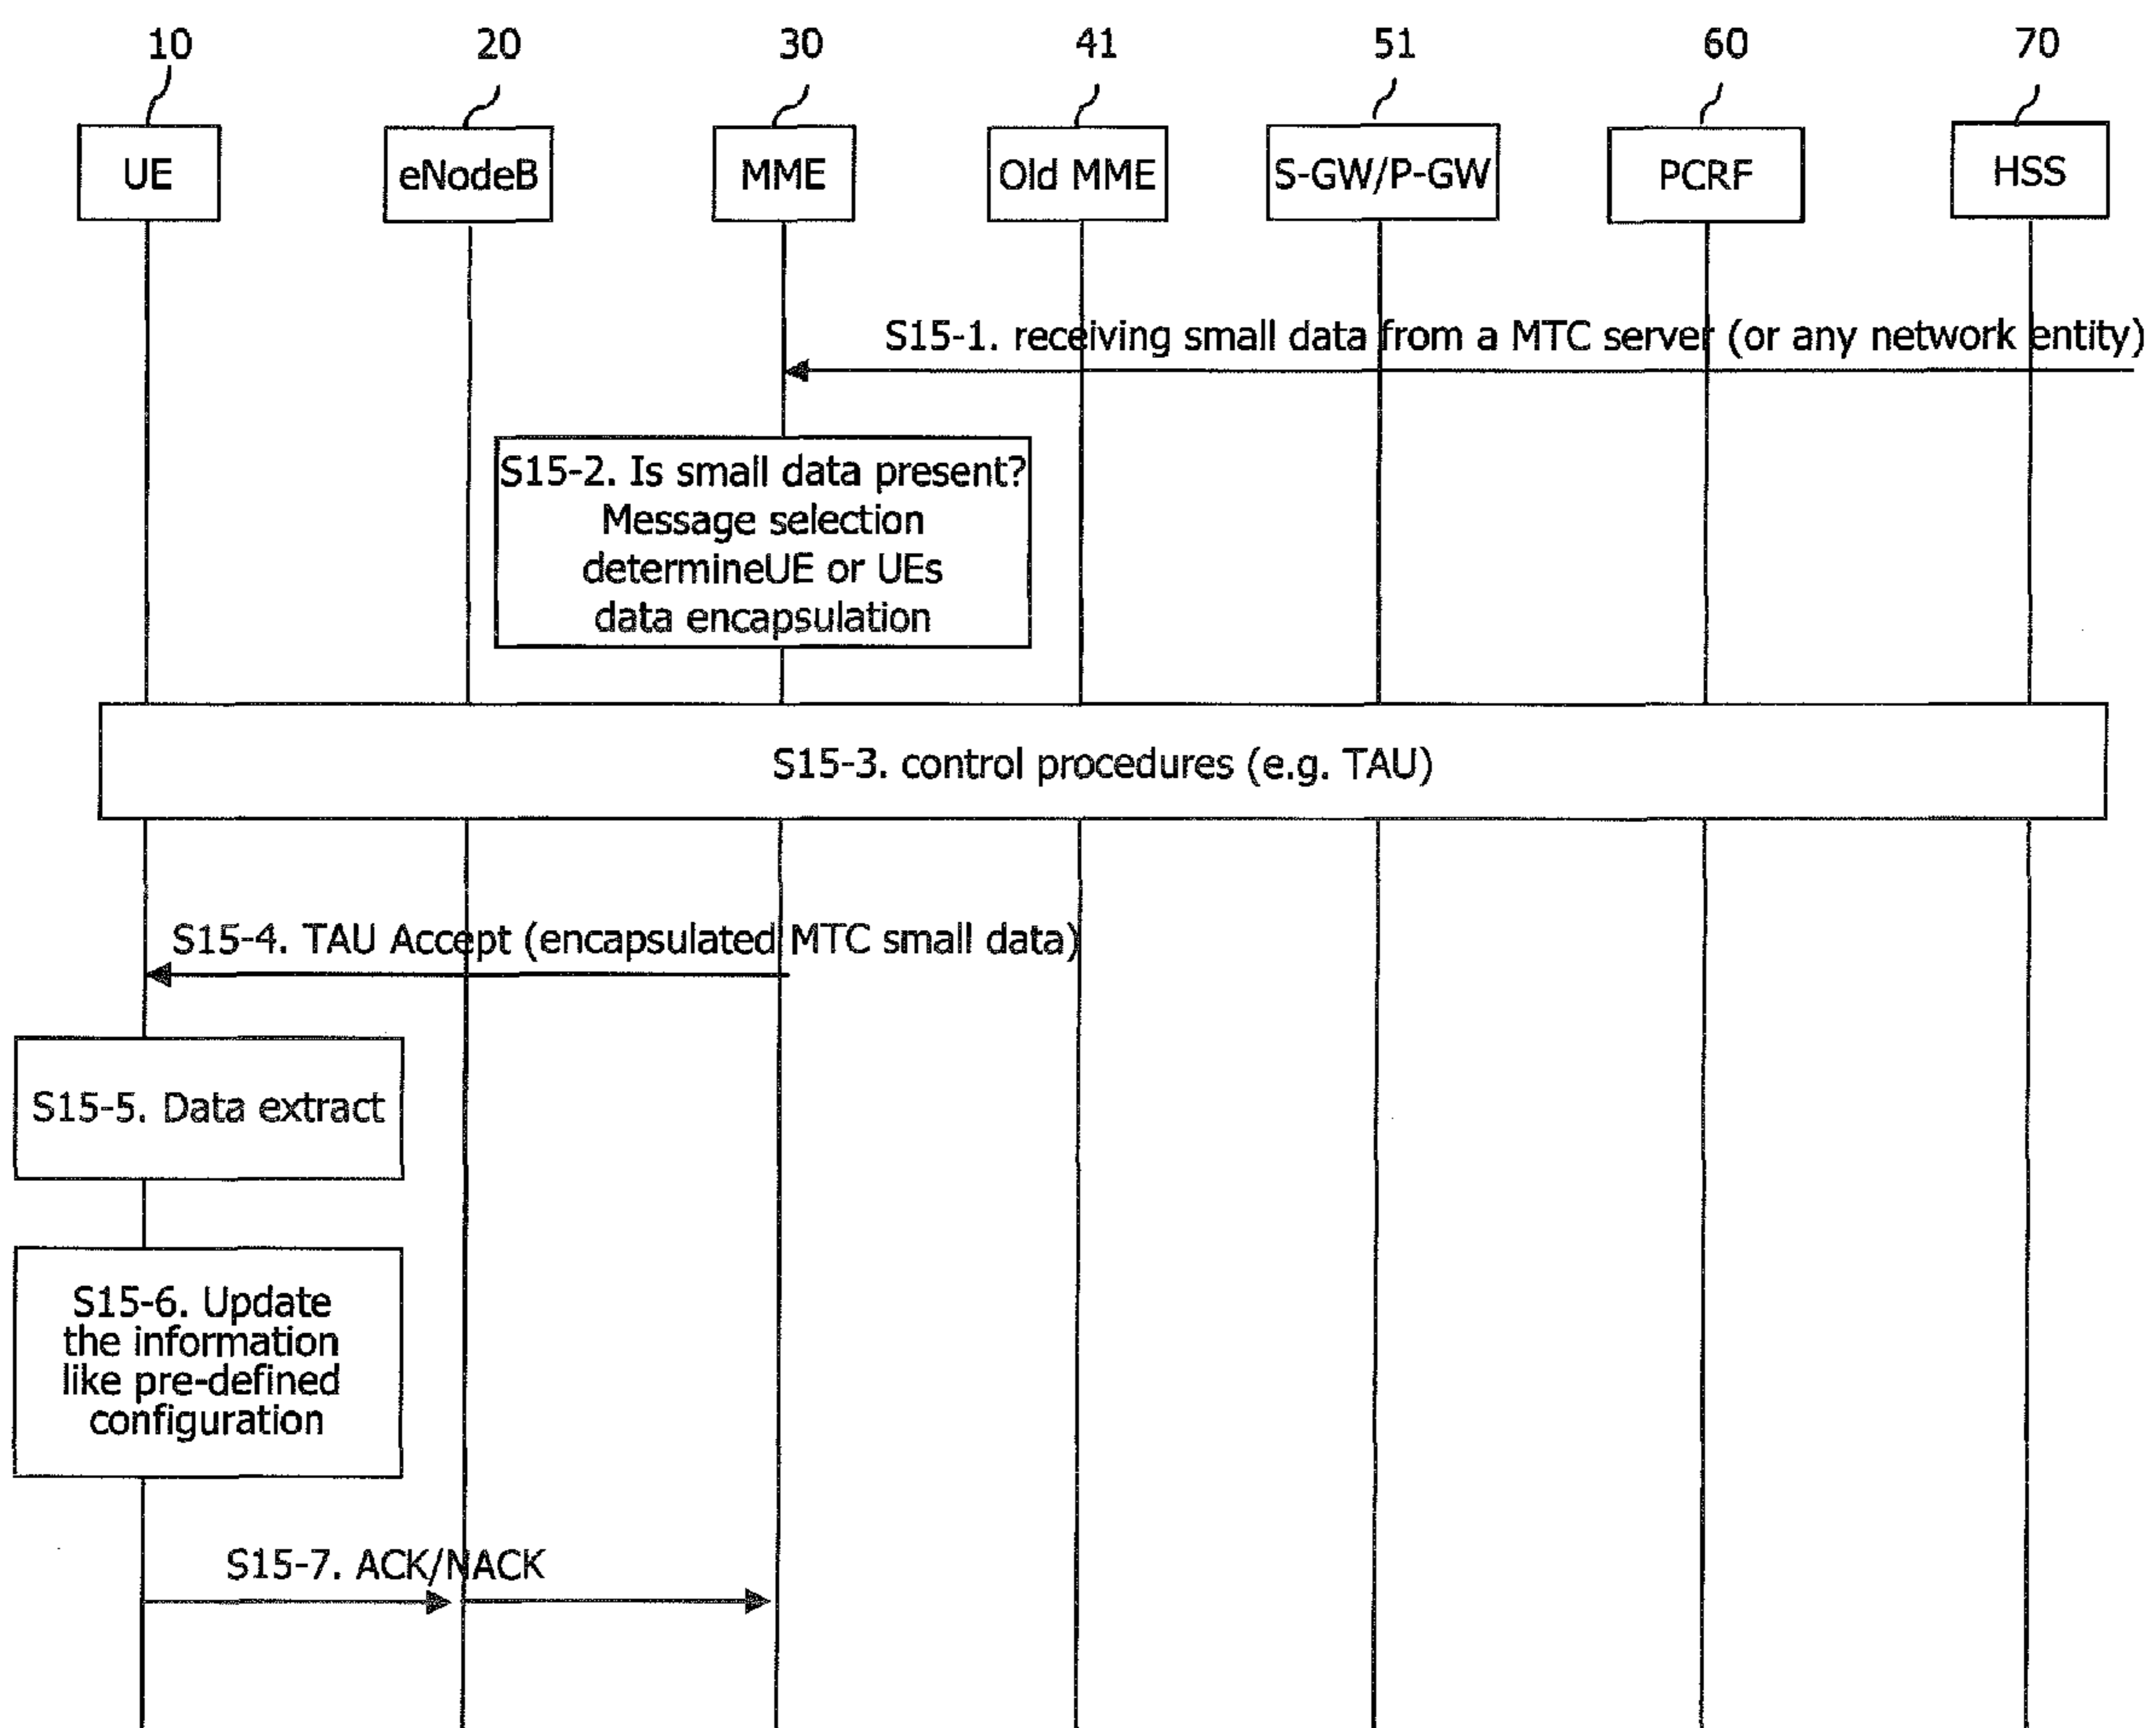 10 20 30 41 51 60 70
UE eNodeB MME Old MME S-GW/P-GW PCRF HSS
S15-1. receiving small data from a MTC server (or any network entity)
S15-2. Is small data present?
Message selection
determineUE or UEs
data encapsulation
S15-3. control procedures (e.g. TAU)
S15-4. TAU Accept (encapsulated MTC small data)
S15-5. Data extract
S15-6. Update
the information
like pre-defined
configuration
S15-7. ACK/NACK